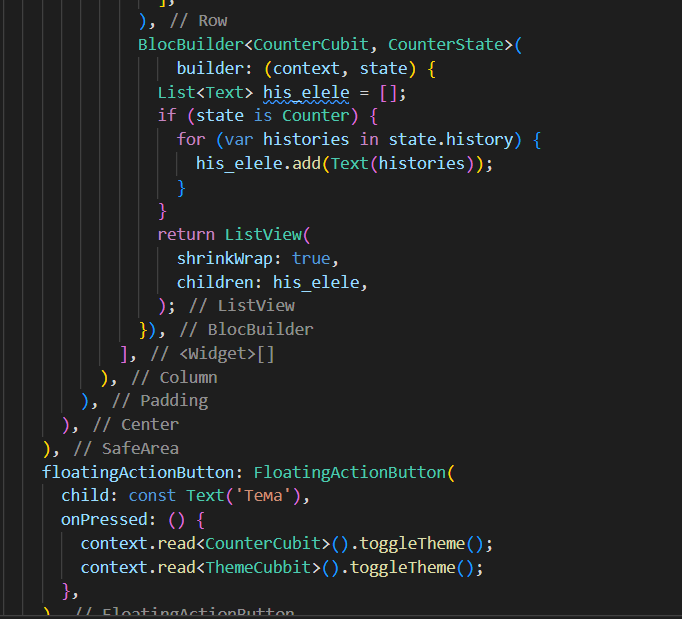 ],
), // Row
BlocBuilder<CounterCubit, CounterState>(
builder: (context, state) {
List<Text> his_elele = [];
if (state is Counter) {
for (var histories in state.history) {
his_elele.add(Text(histories));
}
}
return ListView(
shrinkWrap: true,
children: his_elele,
); // ListView
}), // BlocBuilder
], // <Widget>[]
), // Column
), // Padding
), // Center
), // SafeArea
floatingActionButton: FloatingActionButton(
child: const Text('Тема'),
onPressed: () {
context.read<CounterCubit>().toggleTheme();
context.read<ThemeCubbit>().toggleTheme();
},
), // FloatingActionButton